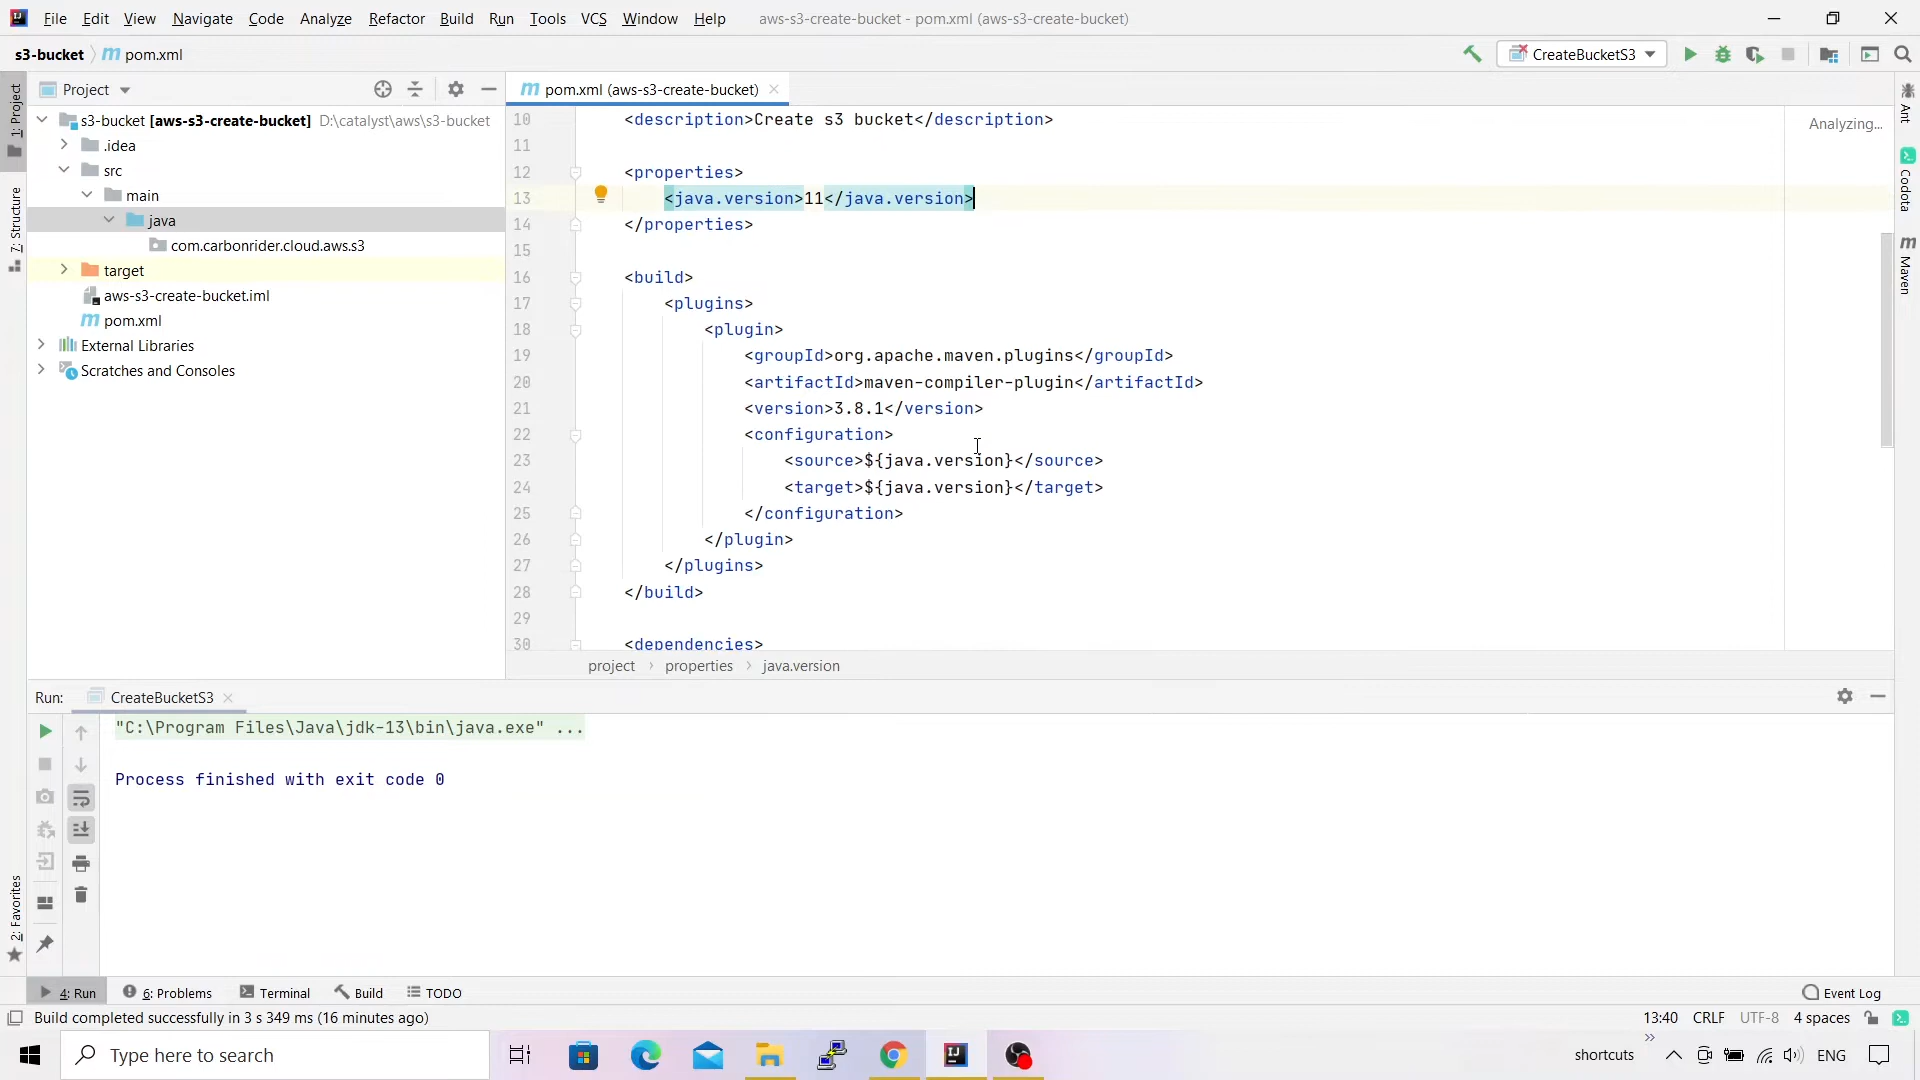 File Edit View Navigate Code Analyze Refactor Build Run Tools VCS Window Help aws-s3-create-bucket - pom.xml (aws-s3-create-bucket)
s3-bucket pom.xml CreateBucketS3
1: Project
7: Structure
2: Favorites
Project
s3-bucket [aws-s3-create-bucket] D:\catalyst\aws\s3-bucket
.idea
src
main
java
com.carbonrider.cloud.aws.s3
target
aws-s3-create-bucket.iml
pom.xml
External Libraries
Scratches and Consoles
pom.xml (aws-s3-create-bucket)
Analyzing...
10 <description>Create s3 bucket</description>
11
12 <properties>
13 <java.version>11</java.version>
14 </properties>
15
16 <build>
17 <plugins>
18 <plugin>
19 <groupId>org.apache.maven.plugins</groupId>
20 <artifactId>maven-compiler-plugin</artifactId>
21 <version>3.8.1</version>
22 <configuration>
23 <source>${java.version}</source>
24 <target>${java.version}</target>
25 </configuration>
26 </plugin>
27 </plugins>
28 </build>
29
30 <dependencies>
project properties java.version
Ant
Codota
Maven
Run: CreateBucketS3
"C:\Program Files\Java\jdk-13\bin\java.exe" ...
Process finished with exit code 0
4: Run 6: Problems Terminal Build TODO Event Log
Build completed successfully in 3 s 349 ms (16 minutes ago) 13:40 CRLF UTF-8 4 spaces
Type here to search shortcuts ENG